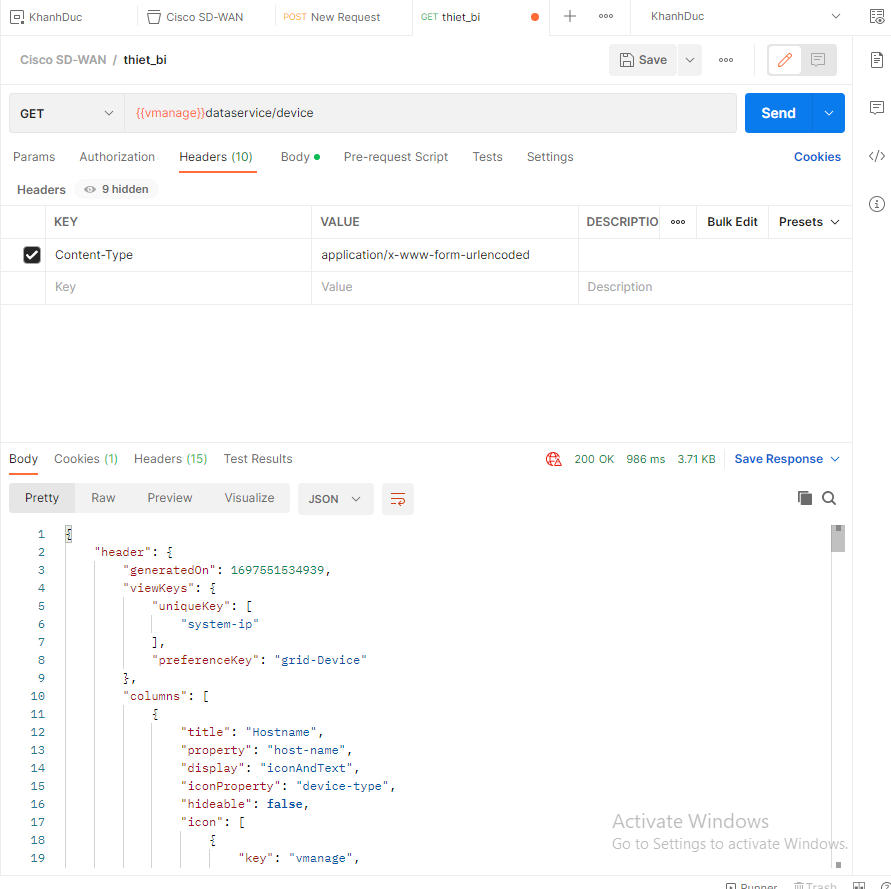 KhanhDuc
Cisco SD-WAN
POST New Request
GET thiet_bi
KhanhDuc
Cisco SD-WAN / thiet_bi
Save
GET
{{vmanage}}dataservice/device
Send
Params
Authorization
Headers (10)
Body
Pre-request Script
Tests
Settings
Cookies
Headers
9 hidden
KEY
VALUE
DESCRIPTIO
Bulk Edit
Presets
Content-Type
application/x-www-form-urlencoded
Key
Value
Description
Body
Cookies (1)
Headers (15)
Test Results
200 OK
986 ms
3.71 KB
Save Response
Pretty
Raw
Preview
Visualize
JSON
1 {
2 "header": {
3 "generatedOn": 1697551534939,
4 "viewKeys": {
5 "uniqueKey": [
6 "system-ip"
7 ],
8 "preferenceKey": "grid-Device"
9 },
10 "columns": [
11 {
12 "title": "Hostname",
13 "property": "host-name",
14 "display": "iconAndText",
15 "iconProperty": "device-type",
16 "hideable": false,
17 "icon": [
18 {
19 "key": "vmanage",
Activate Windows
Go to Settings to activate Windows.
Runner
Trash